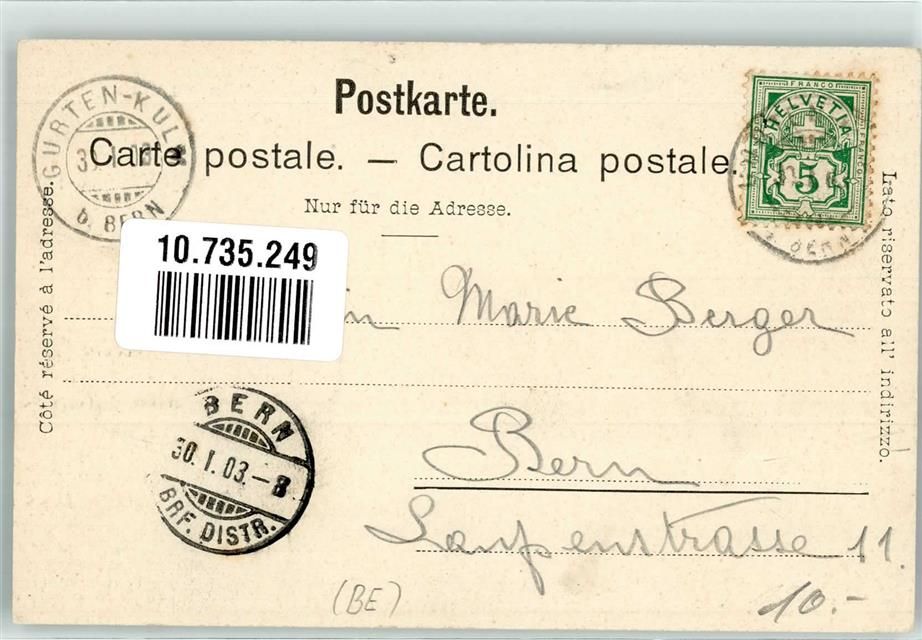 Postkarte.
Carte postale. — Cartolina postale.
Nur für die Adresse.
GURTEN-KULM
b. BERN
FRANCO
HELVETIA
5
BERN
Côté réservé à l'adresse.
Lato riservato all' indirizzo.
10.735.249
Marie Berger
Bern
Laupenstrasse 11.
BERN
30. I. 03. - 8
BRF. DISTR.
(BE)
10.-